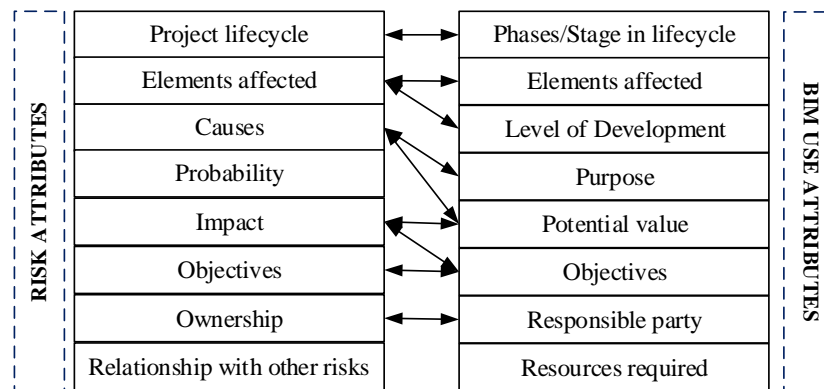 RISK ATTRIBUTES
Project lifecycle
Elements affected
Causes
Probability
Impact
Objectives
Ownership
Relationship with other risks
Phases/Stage in lifecycle
Elements affected
Level of Development
Purpose
Potential value
Objectives
Responsible party
Resources required
BIM USE ATTRIBUTES